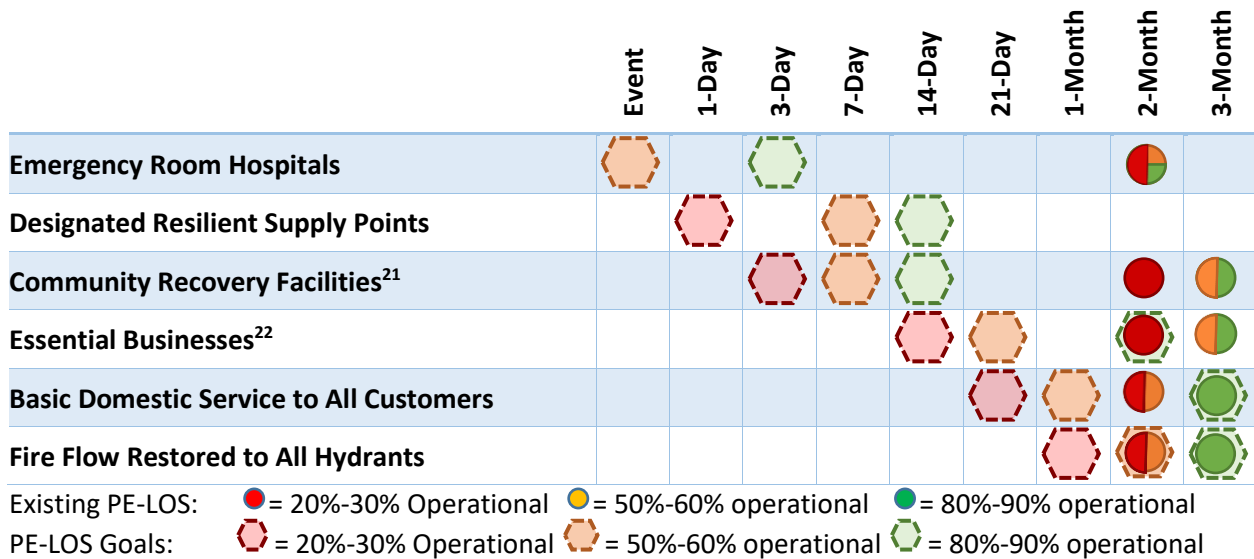 Event 1-Day 3-Day 7-Day 14-Day 21-Day 1-Month 2-Month 3-Month
Emergency Room Hospitals
Designated Resilient Supply Points
Community Recovery Facilities21
Essential Businesses22
Basic Domestic Service to All Customers
Fire Flow Restored to All Hydrants
Existing PE-LOS: = 20%-30% Operational = 50%-60% operational = 80%-90% operational
PE-LOS Goals: = 20%-30% Operational = 50%-60% operational = 80%-90% operational